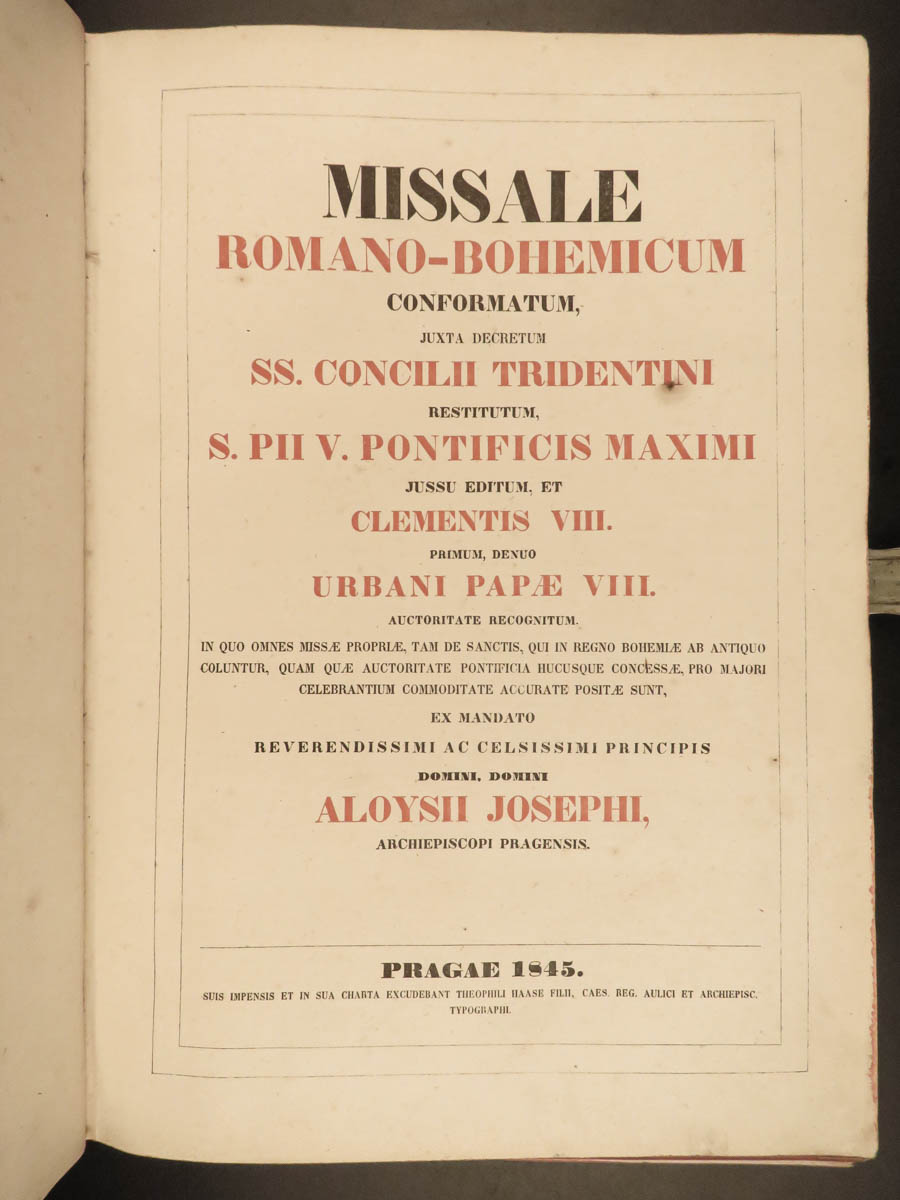 MISSALE
ROMANO-BOHEMICUM
CONFORMATUM,
JUXTA DECRETUM
SS. CONCILII TRIDENTINI
RESTITUTUM,
S. PII V. PONTIFICIS MAXIMI
JUSSU EDITUM, ET
CLEMENTIS VIII.
PRIMUM, DENUO
URBANI PAPÆ VIII.
AUCTORITATE RECOGNITUM.
IN QUO OMNES MISSÆ PROPRIÆ, TAM DE SANCTIS, QUI IN REGNO BOHEMIÆ AB ANTIQUO
COLUNTUR, QUAM QUÆ AUCTORITATE PONTIFICIA HUCUSQUE CONCESSÆ, PRO MAJORI
CELEBRANTIUM COMMODITATE ACCURATE POSITÆ SUNT,
EX MANDATO
REVERENDISSIMI AC CELSISSIMI PRINCIPIS
DOMINI, DOMINI
ALOYSII JOSEPHI,
ARCHIEPISCOPI PRAGENSIS.
PRAGAE 1845.
SUIS IMPENSIS ET IN SUA CHARTA EXCUDEBANT THEOPHILI HAASE FILII, CAES. REG. AULICI ET ARCHIEPISC.
TYPOGRAPHI.